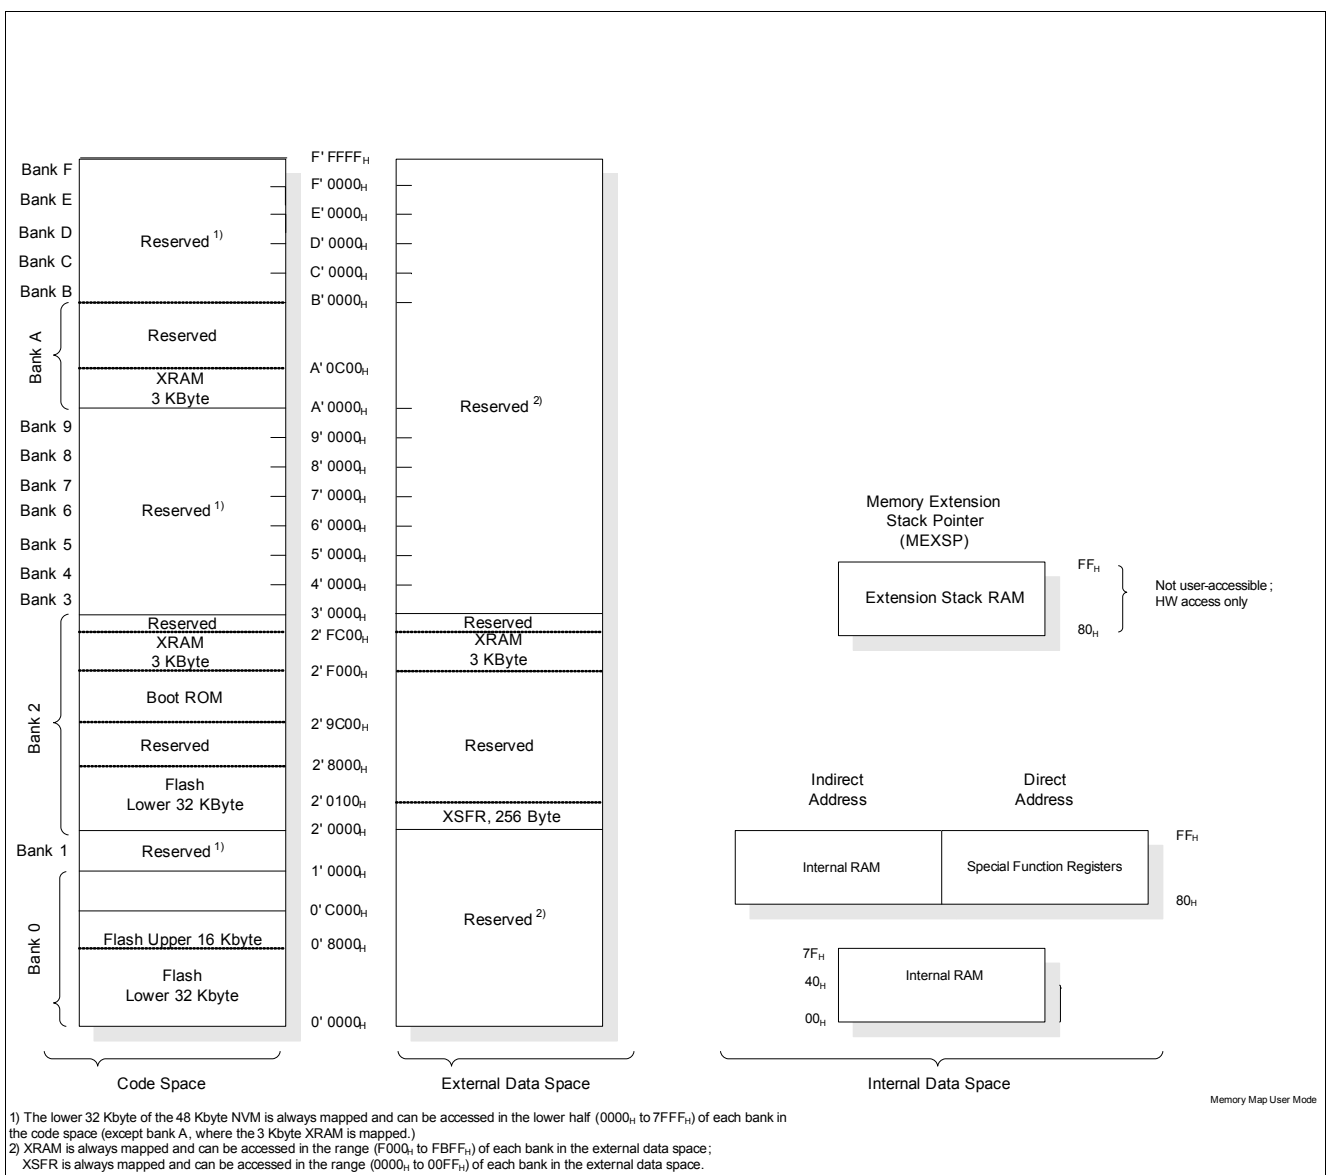 Bank F
Bank E
Bank D
Bank C
Bank B
Bank A
Bank 9
Bank 8
Bank 7
Bank 6
Bank 5
Bank 4
Bank 3
Bank 2
Bank 1
Bank 0
Reserved 1)
Reserved
XRAM
3 KByte
Reserved 1)
Reserved
XRAM
3 KByte
Boot ROM
Reserved
Flash
Lower 32 KByte
Reserved 1)
Flash Upper 16 Kbyte
Flash
Lower 32 Kbyte
Code Space
F' FFFFH
F' 0000H
E' 0000H
D' 0000H
C' 0000H
B' 0000H
A' 0C00H
A' 0000H
9' 0000H
8' 0000H
7' 0000H
6' 0000H
5' 0000H
4' 0000H
3' 0000H
2' FC00H
2' F000H
2' 9C00H
2' 8000H
2' 0100H
2' 0000H
1' 0000H
0' C000H
0' 8000H
0' 0000H
Reserved 2)
Reserved
XRAM
3 KByte
Reserved
XSFR, 256 Byte
Reserved 2)
External Data Space
Memory Extension
Stack Pointer
(MEXSP)
Extension Stack RAM
FFH
80H
Not user-accessible;
HW access only
Indirect
Address
Direct
Address
Internal RAM
Special Function Registers
FFH
80H
7FH
40H
00H
Internal RAM
Internal Data Space
Memory Map User Mode
1) The lower 32 Kbyte of the 48 Kbyte NVM is always mapped and can be accessed in the lower half (0000H to 7FFFH) of each bank in
the code space (except bank A, where the 3 Kbyte XRAM is mapped.)
2) XRAM is always mapped and can be accessed in the range (F000H to FBFFH) of each bank in the external data space;
XSFR is always mapped and can be accessed in the range (0000H to 00FFH) of each bank in the external data space.